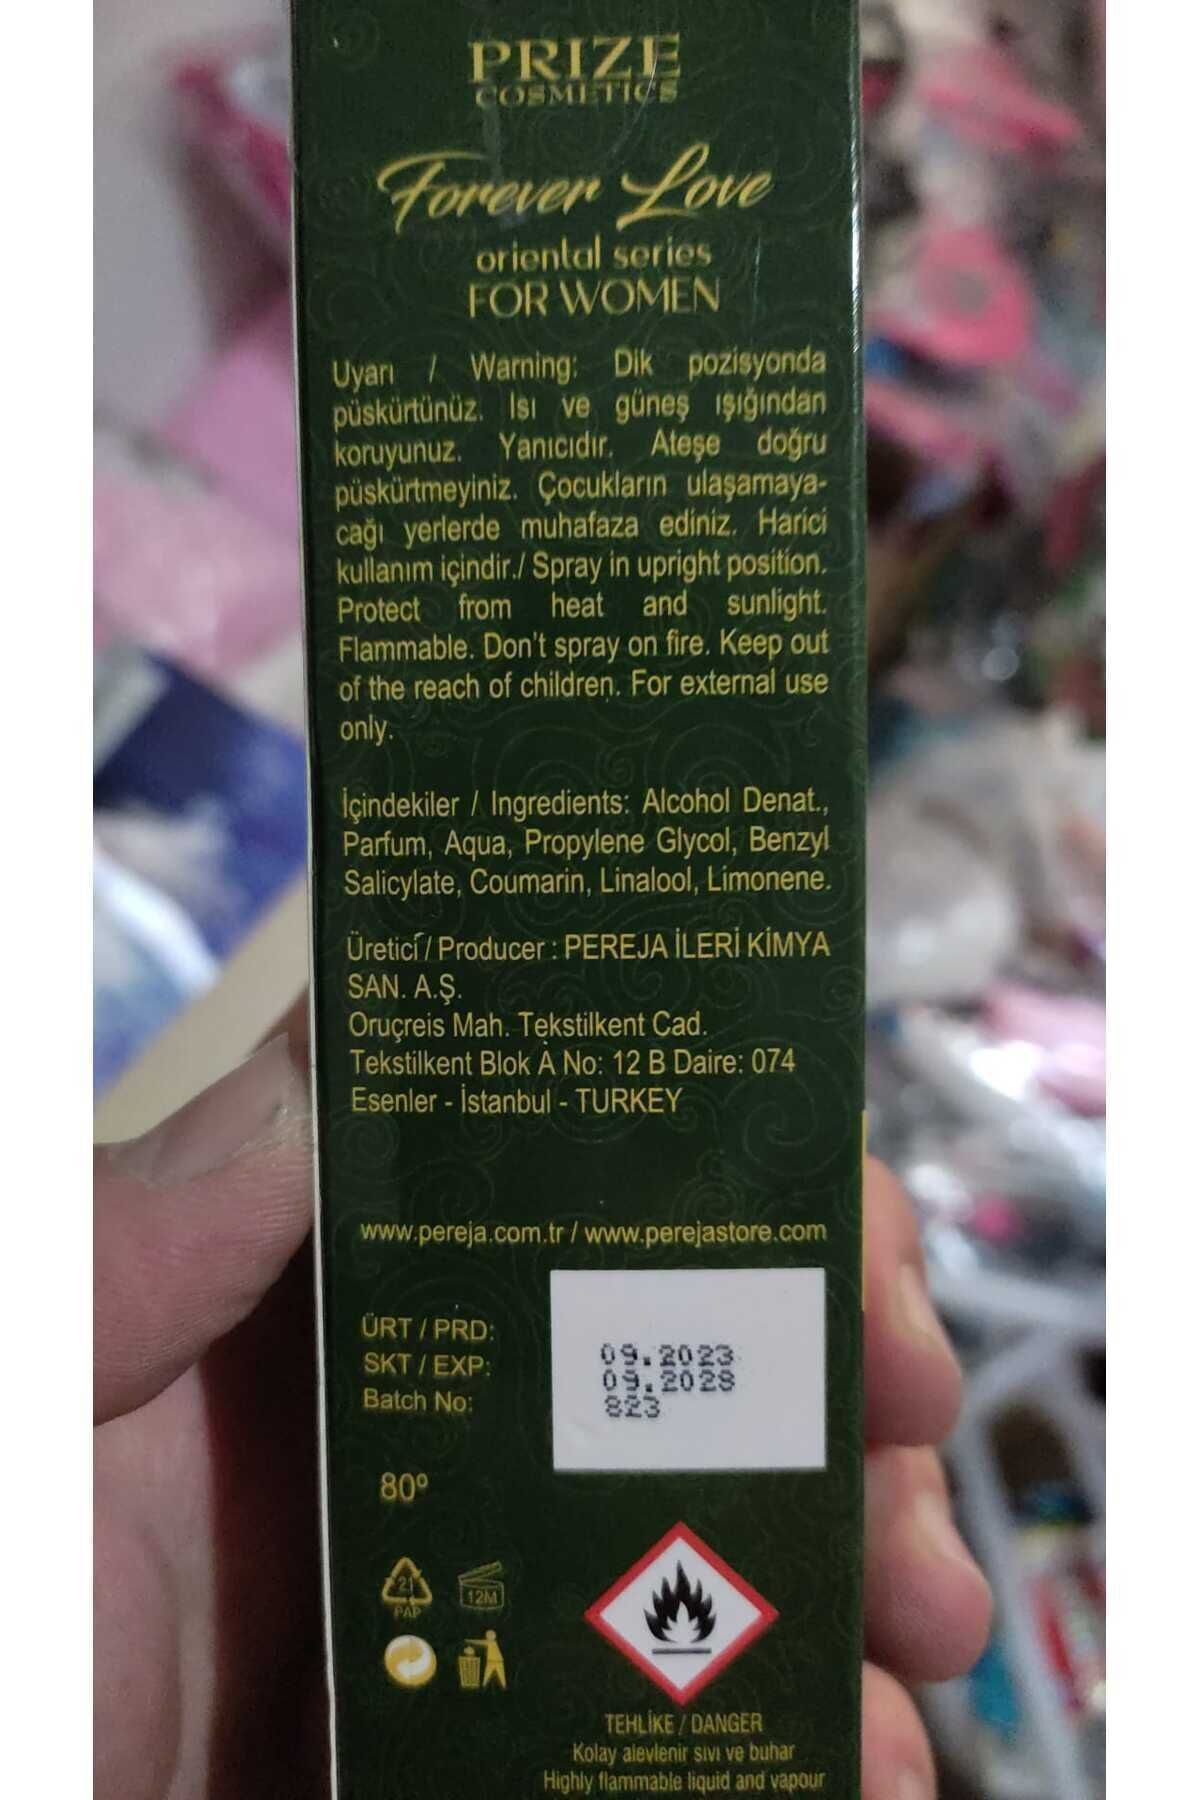 PRIZE
COSMETICS
Forever Love
oriental series
FOR WOMEN
Uyarı / Warning: Dik pozisyonda
püskürtünüz. Isı ve güneş ışığından
koruyunuz. Yanıcıdır. Ateşe doğru
püskürtmeyiniz. Çocukların ulaşamaya-
cağı yerlerde muhafaza ediniz. Harici
kullanım içindir./ Spray in upright position.
Protect from heat and sunlight.
Flammable. Don't spray on fire. Keep out
of the reach of children. For external use
only.
İçindekiler / Ingredients: Alcohol Denat.,
Parfum, Aqua, Propylene Glycol, Benzyl
Salicylate, Coumarin, Linalool, Limonene.
Üretici / Producer : PEREJA İLERİ KİMYA
SAN. A.Ş.
Oruçreis Mah. Tekstilkent Cad.
Tekstilkent Blok A No: 12 B Daire: 074
Esenler - İstanbul - TURKEY
www.pereja.com.tr / www.perejastore.com
ÜRT / PRD: 09.2023
SKT / EXP: 09.2028
Batch No: 823
80º
21
PAP
12M
TEHLİKE / DANGER
Kolay alevlenir sıvı ve buhar
Highly flammable liquid and vapour